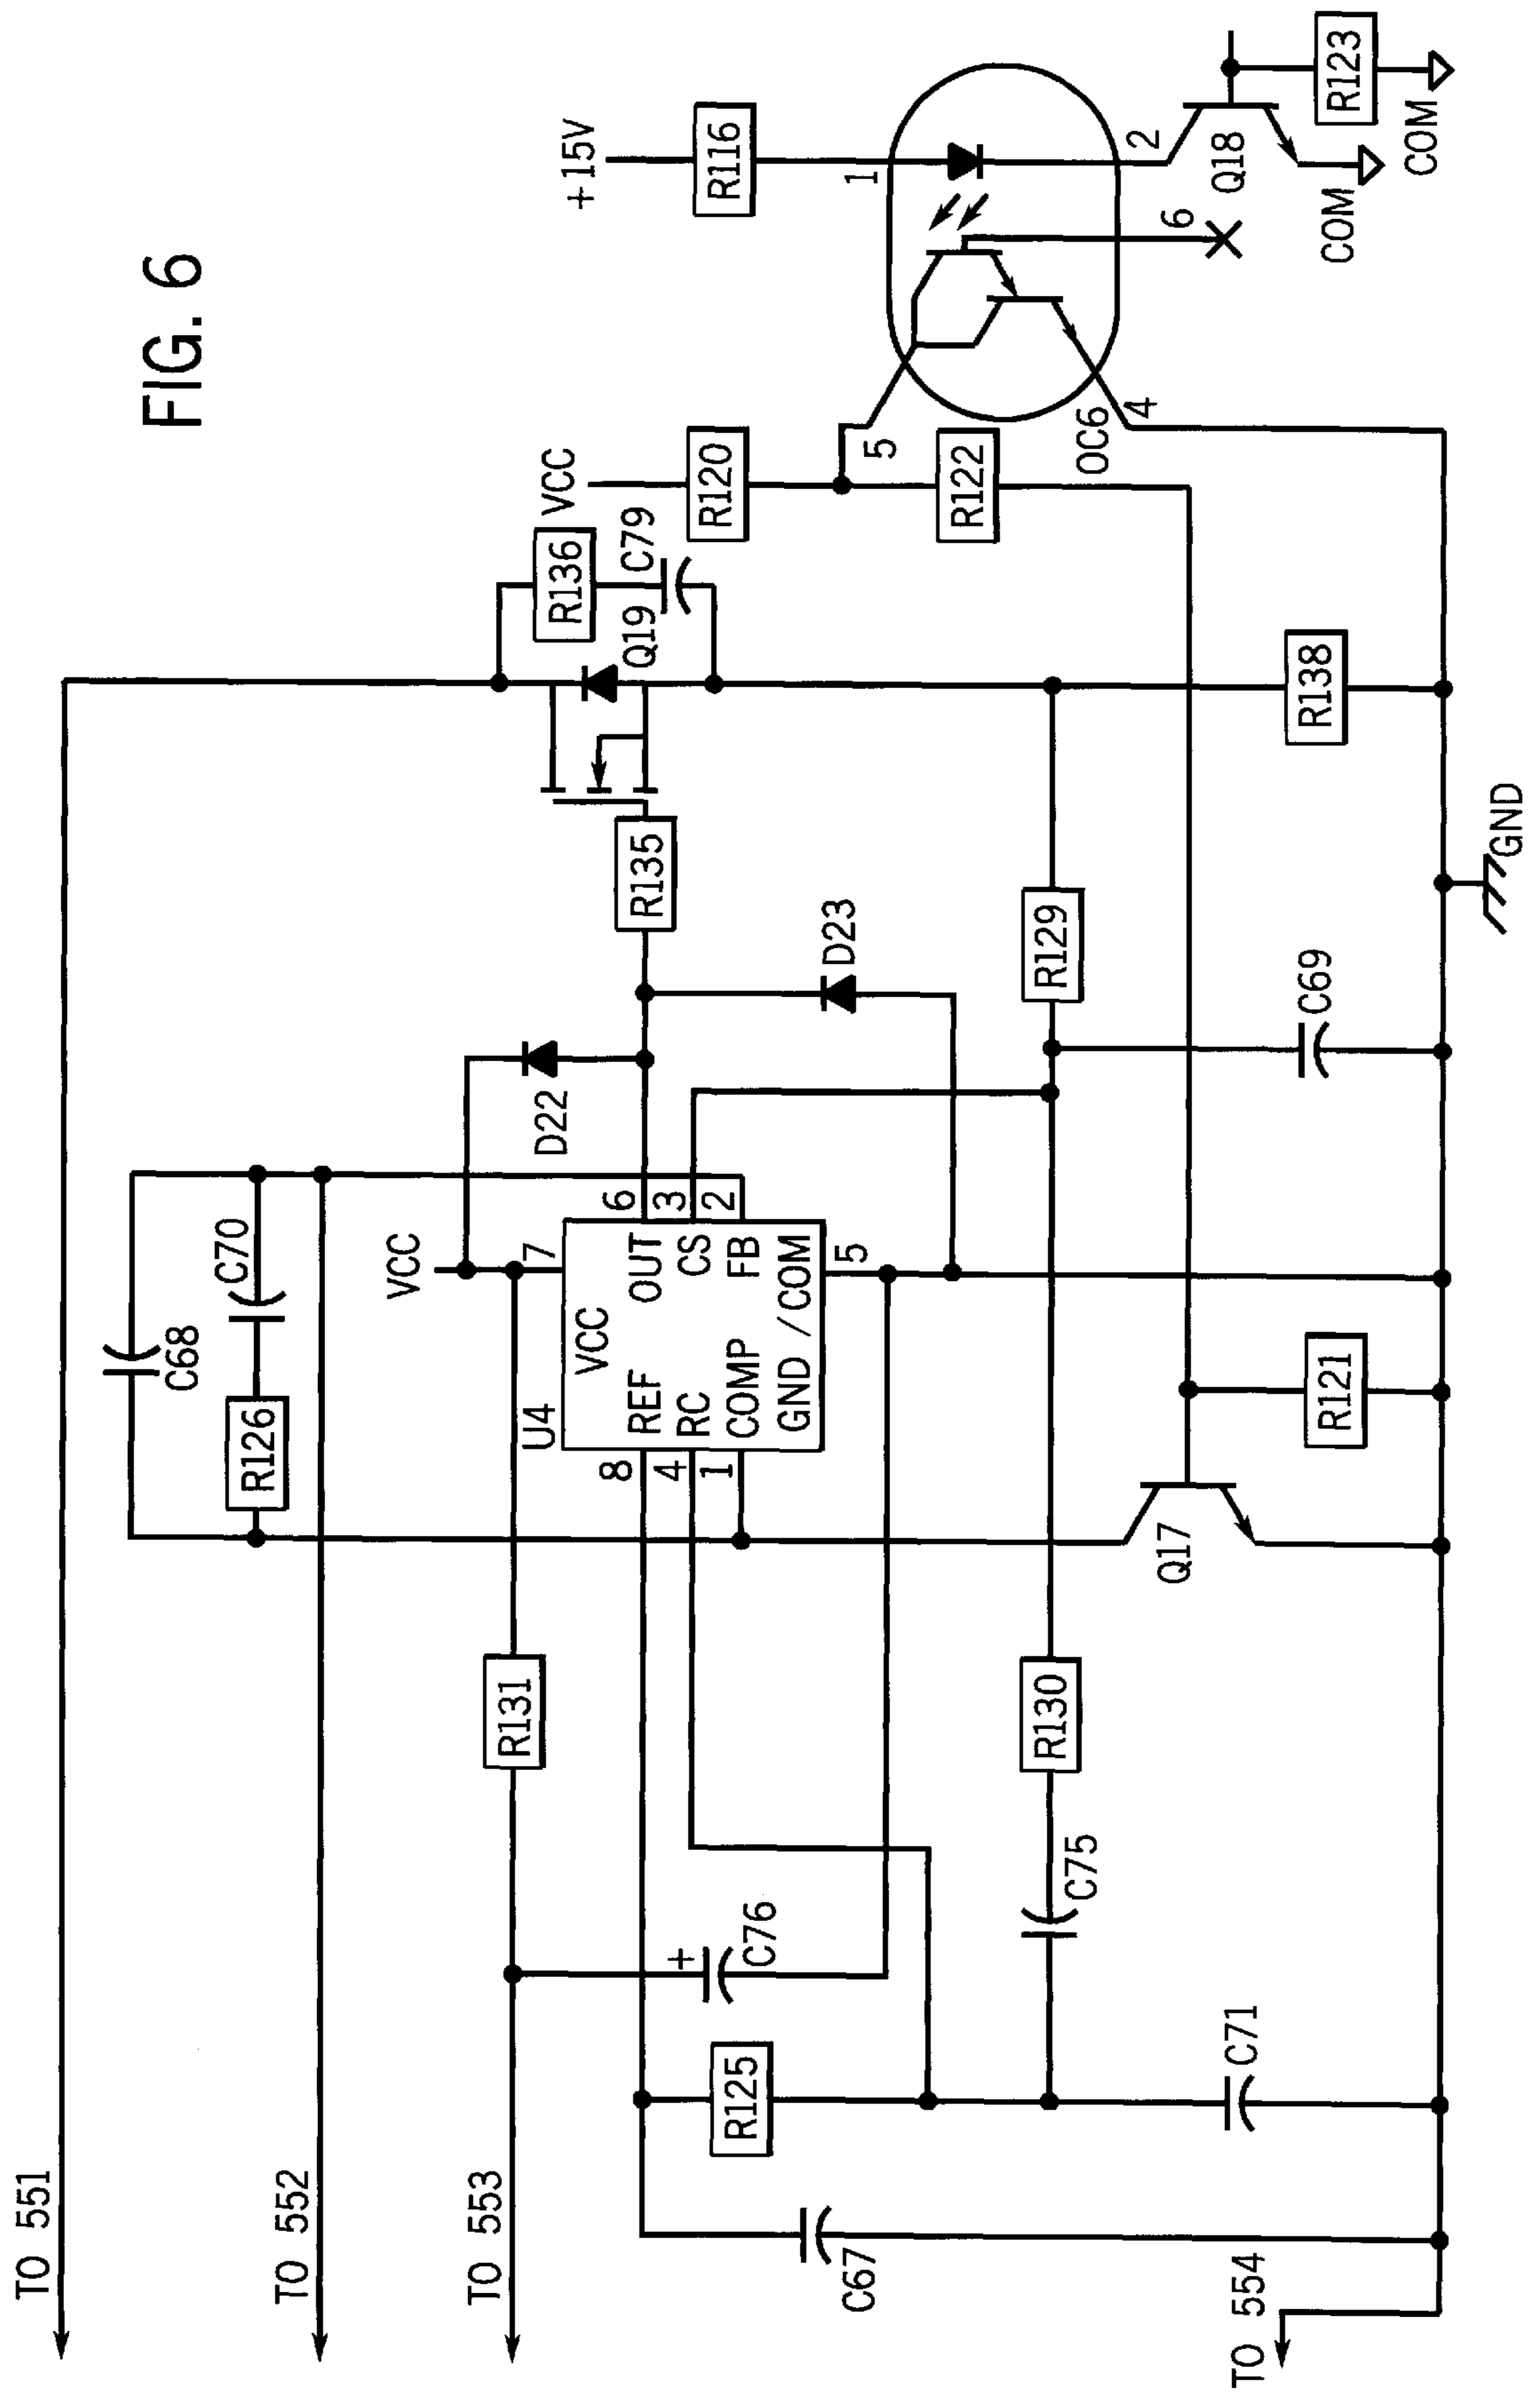 FIG. 6
TO 551
TO 552
TO 553
TO 554
C68
C70
R126
VCC
D22
R131
U4
7
VCC
8 REF
OUT 6
4 RC
CS 3
1 COMP
FB 2
GND / COM
5
+
C76
R125
C67
C71
C75
R130
Q17
R121
C69
R129
D23
R135
Q19
R136
C79
R138
GND
VCC
R120
R122
5
OC6
4
+15V
R116
1
2
6
Q18
R123
COM
COM